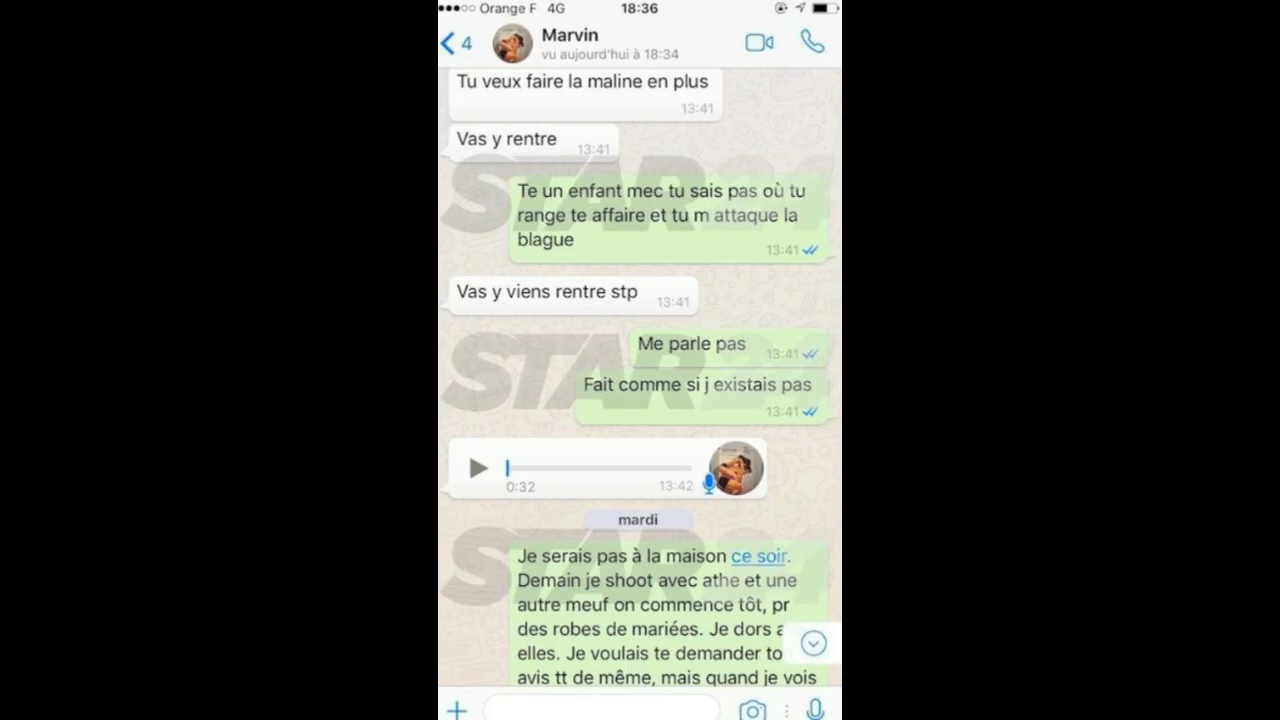 Orange F 4G 18:36
4 Marvin
vu aujourd'hui à 18:34
Tu veux faire la maline en plus
13:41
Vas y rentre 13:41
STAR24
Te un enfant mec tu sais pas où tu
range te affaire et tu m attaque la
blague 13:41
Vas y viens rentre stp 13:41
STAR24
Me parle pas 13:41
Fait comme si j existais pas
13:41
0:32 13:42
mardi
STAR24
Je serais pas à la maison ce soir.
Demain je shoot avec athe et une
autre meuf on commence tôt, pr
des robes de mariées. Je dors
elles. Je voulais te demander
avis tt de même, mais quand je vois